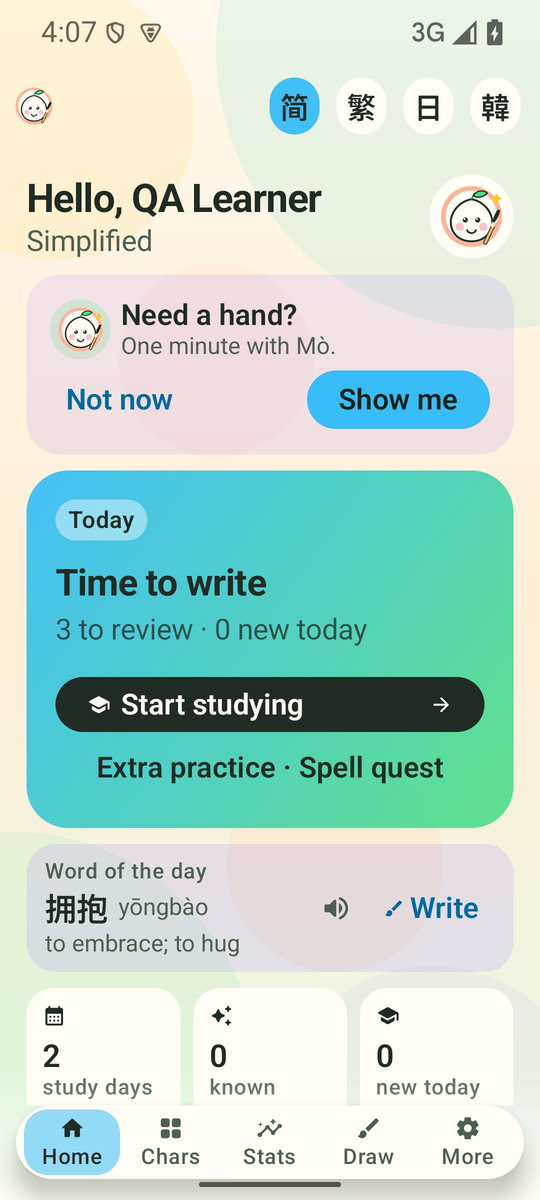 4:07
3G
简 繁 日 韓
Hello, QA Learner
Simplified
Need a hand?
One minute with Mò.
Not now
Show me
Today
Time to write
3 to review · 0 new today
Start studying
Extra practice · Spell quest
Word of the day
拥抱 yōngbào
Write
to embrace; to hug
2 0 0
study days known new today
Home Chars Stats Draw More